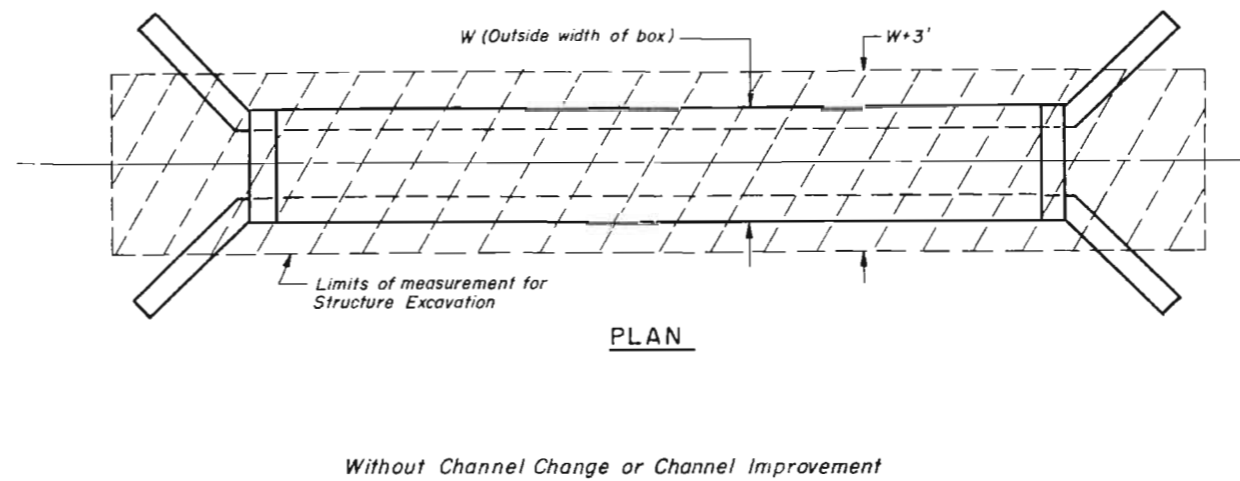 W (Outside width of box)
W+3'
Limits of measurement for
Structure Excavation
PLAN
Without Channel Change or Channel Improvement